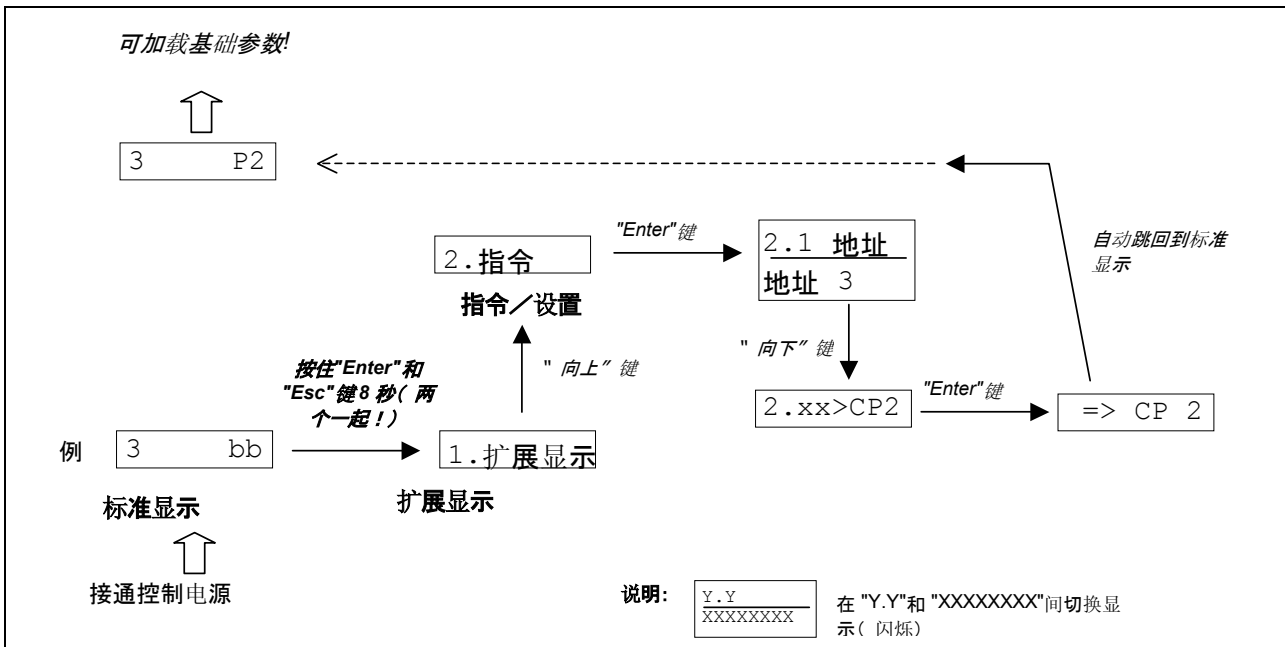 可加载基础参数!
3 P2
2.指令
指令／设置
"Enter"键
2.1 地址
地址 3
自动跳回到标准
显示
按住"Enter"和
"Esc"键8 秒( 两
个一起！)
" 向上" 键
" 向下" 键
2.xx>CP2
"Enter"键
=> CP 2
例
3 bb
标准显示
1.扩展显示
扩展显示
接通控制电源
说明:
Y.Y
XXXXXXXX
在 "Y.Y"和 "XXXXXXXX"间切换显
示( 闪烁)